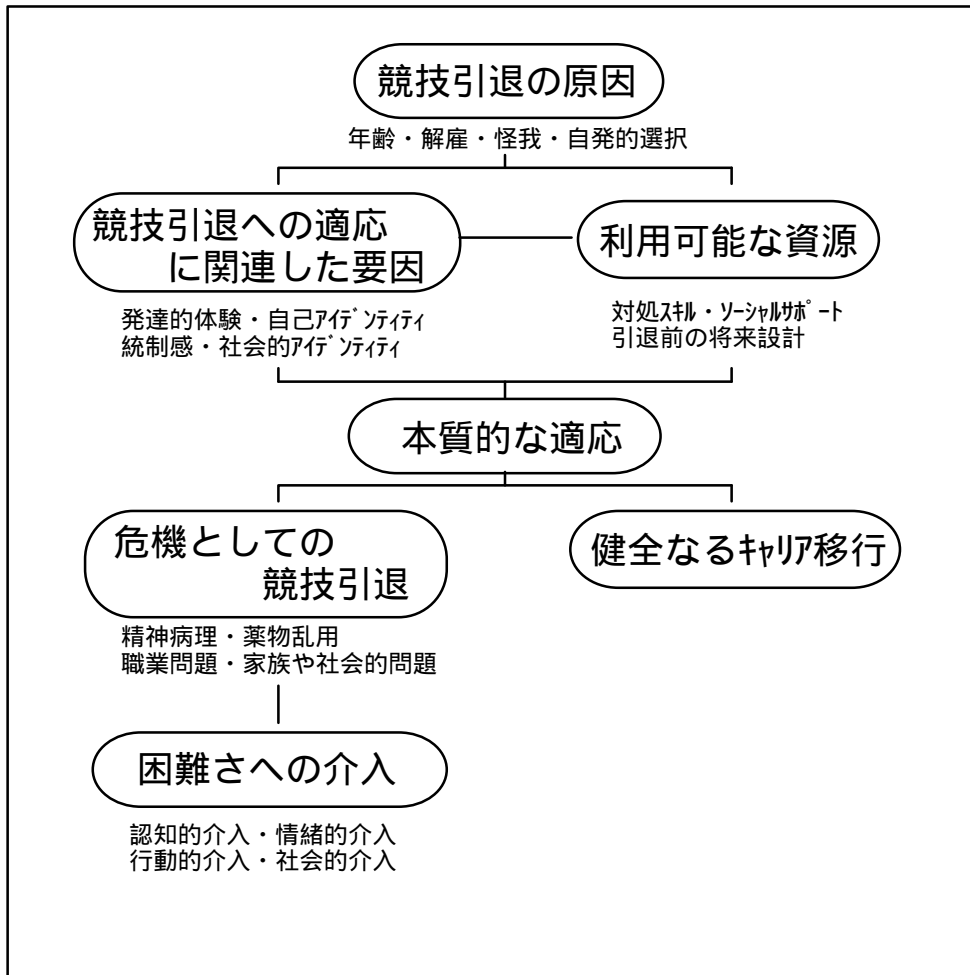 競技引退の原因
年齢・解雇・怪我・自発的選択
競技引退への適応
に関連した要因
利用可能な資源
発達的体験・自己ｱｲﾃﾞﾝﾃｨﾃｨ
統制感・社会的ｱｲﾃﾞﾝﾃｨﾃｨ
対処ｽｷﾙ・ｿｰｼｬﾙｻﾎﾟｰﾄ
引退前の将来設計
本質的な適応
危機としての
競技引退
健全なるｷｬﾘｱ移行
精神病理・薬物乱用
職業問題・家族や社会的問題
困難さへの介入
認知的介入・情緒的介入
行動的介入・社会的介入